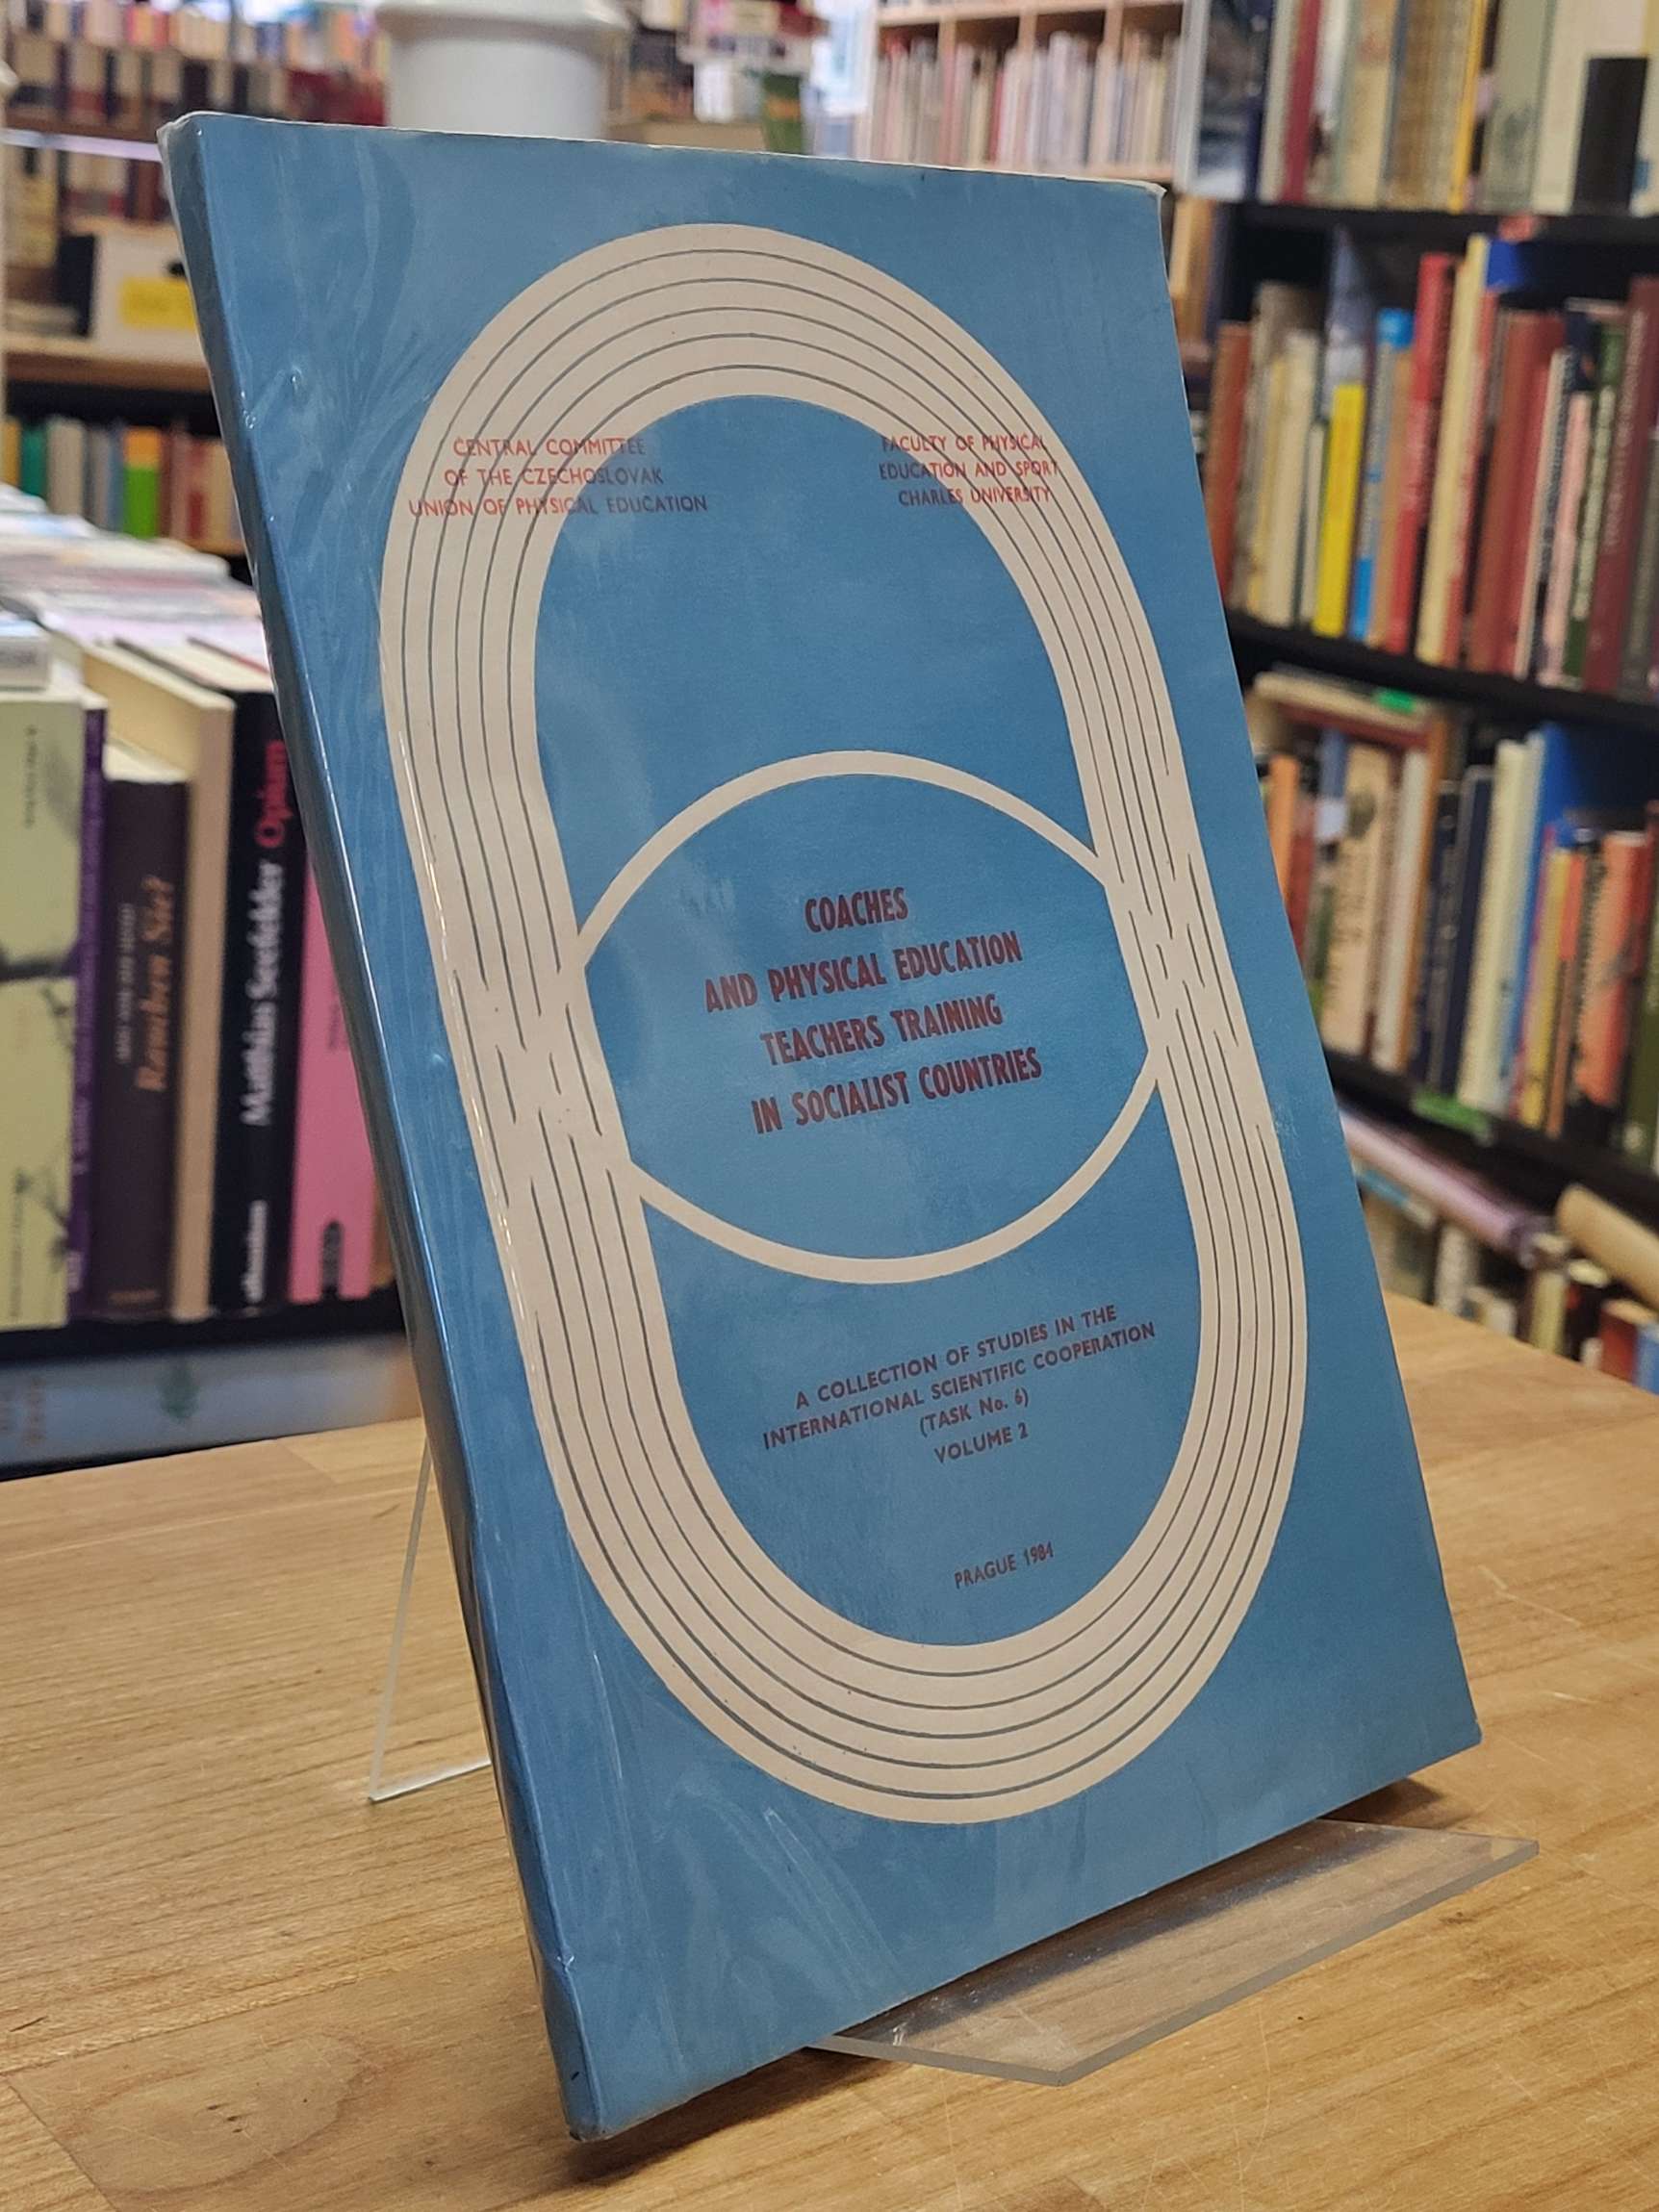 CENTRAL COMMITTEE
OF THE CZECHOSLOVAK
UNION OF PHYSICAL EDUCATION
FACULTY OF PHYSICAL
EDUCATION AND SPORT
CHARLES UNIVERSITY
COACHES
AND PHYSICAL EDUCATION
TEACHERS TRAINING
IN SOCIALIST COUNTRIES
A COLLECTION OF STUDIES IN THE
INTERNATIONAL SCIENTIFIC COOPERATION
(TASK No. 6)
VOLUME 2
PRAGUE 1984
Rauchen Sie?
Matthias Seefelder Opium